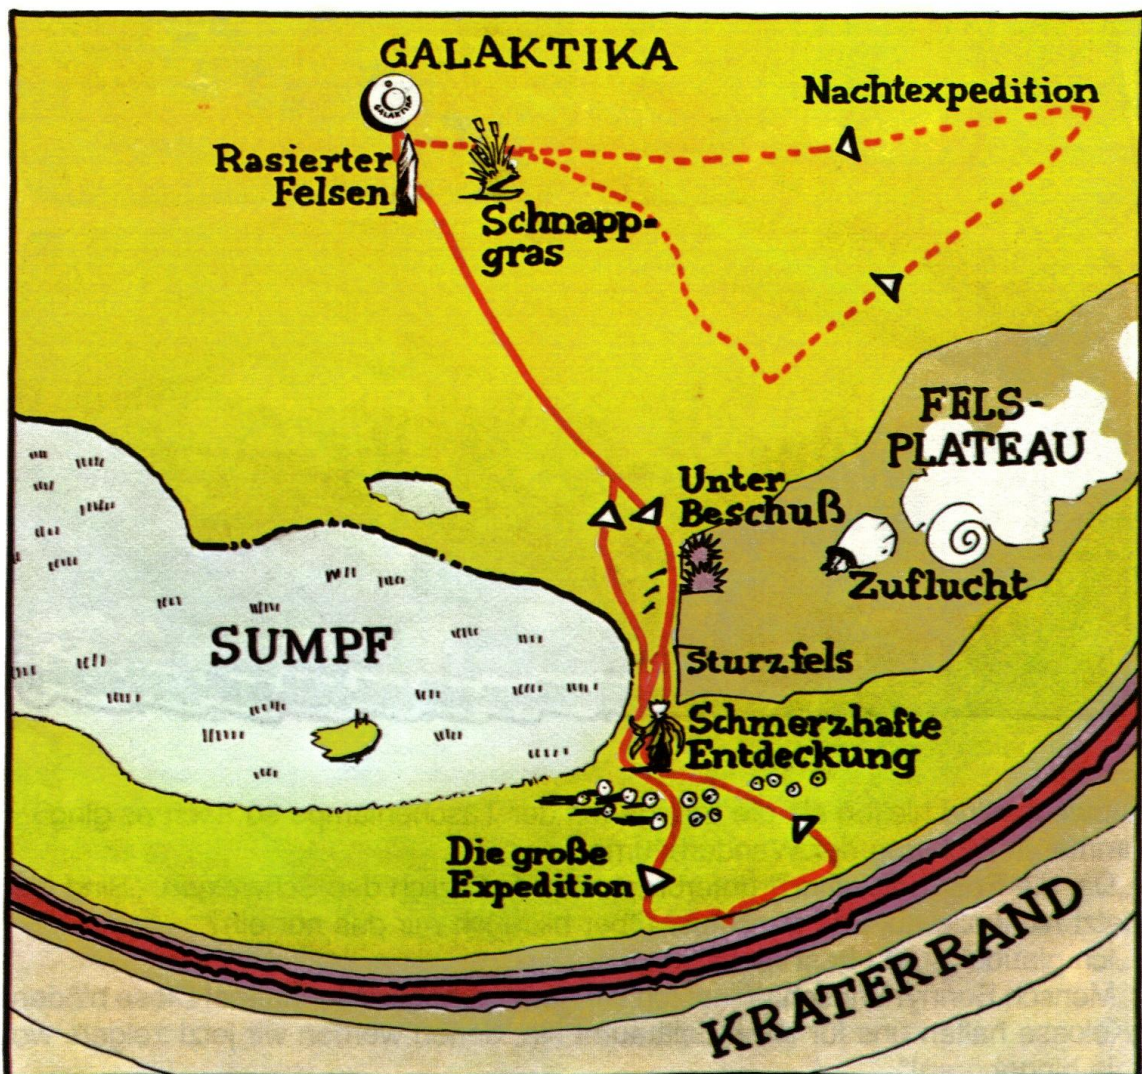 GALAKTIKA
GALAKTIKA
Nachtexpedition
Rasierter
Felsen
Schnapp-
gras
FELS-
PLATEAU
Unter
Beschuß
Zuflucht
SUMPF
Sturzfels
Schmerzhafte
Entdeckung
Die große
Expedition
KRATERRAND